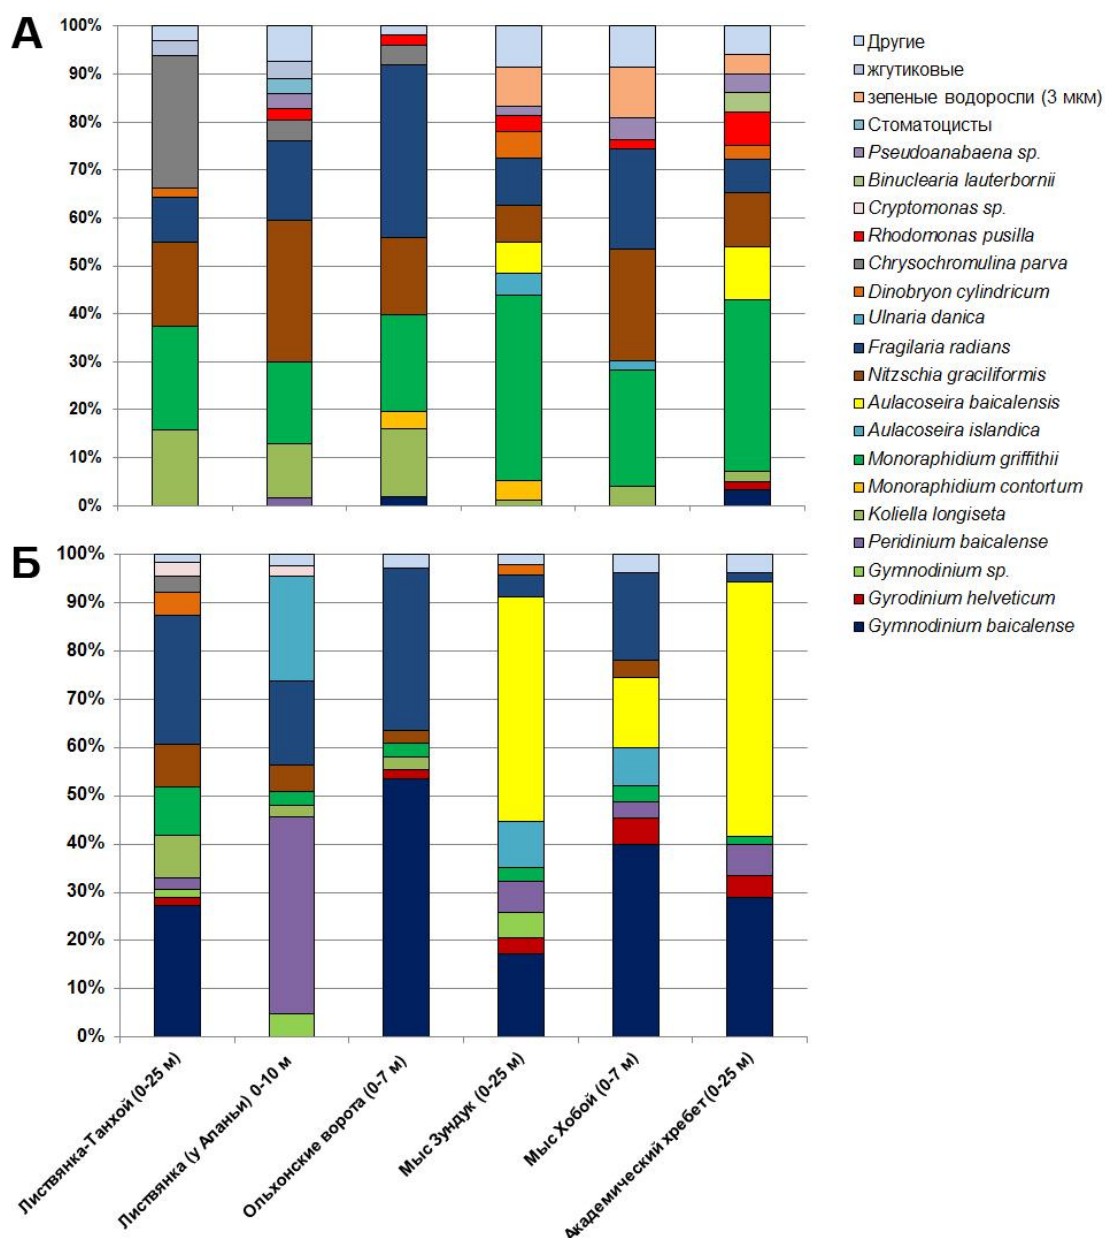 А
100%
90%
80%
70%
60%
50%
40%
30%
20%
10%
0%
Другие
жгутиковые
зеленые водороспи (3 мкм)
Стоматоцисты
Pseudoanabaena sp.
Binuclearia lauterbornii
Cryptomonas sp.
Rhodomonas pusilla
Chrysochromulina parva
Dinobryon cylindricum
Ulnaria danica
Fragilaria radians
Nitzschia graciliformis
Aulacoseira baicalensis
Aulacoseira islandica
Monoraphidium griffithii
Monoraphidium contortum
Koliella longiseta
Peridinium baicalense
Gymnodinium sp.
Gyrodinium helveticum
Gymnodinium baicalense
Б
100%
90%
80%
70%
60%
50%
40%
30%
20%
10%
0%
Листвянка-Танхой (0-25 м)
Листвянка (у Апаньи) 0-10 м
Ольхонские ворота (0-7 м)
Мыс Зундук (0-25 м)
Мыс Хобой (0-7 м)
Академический хребет (0-25 м)